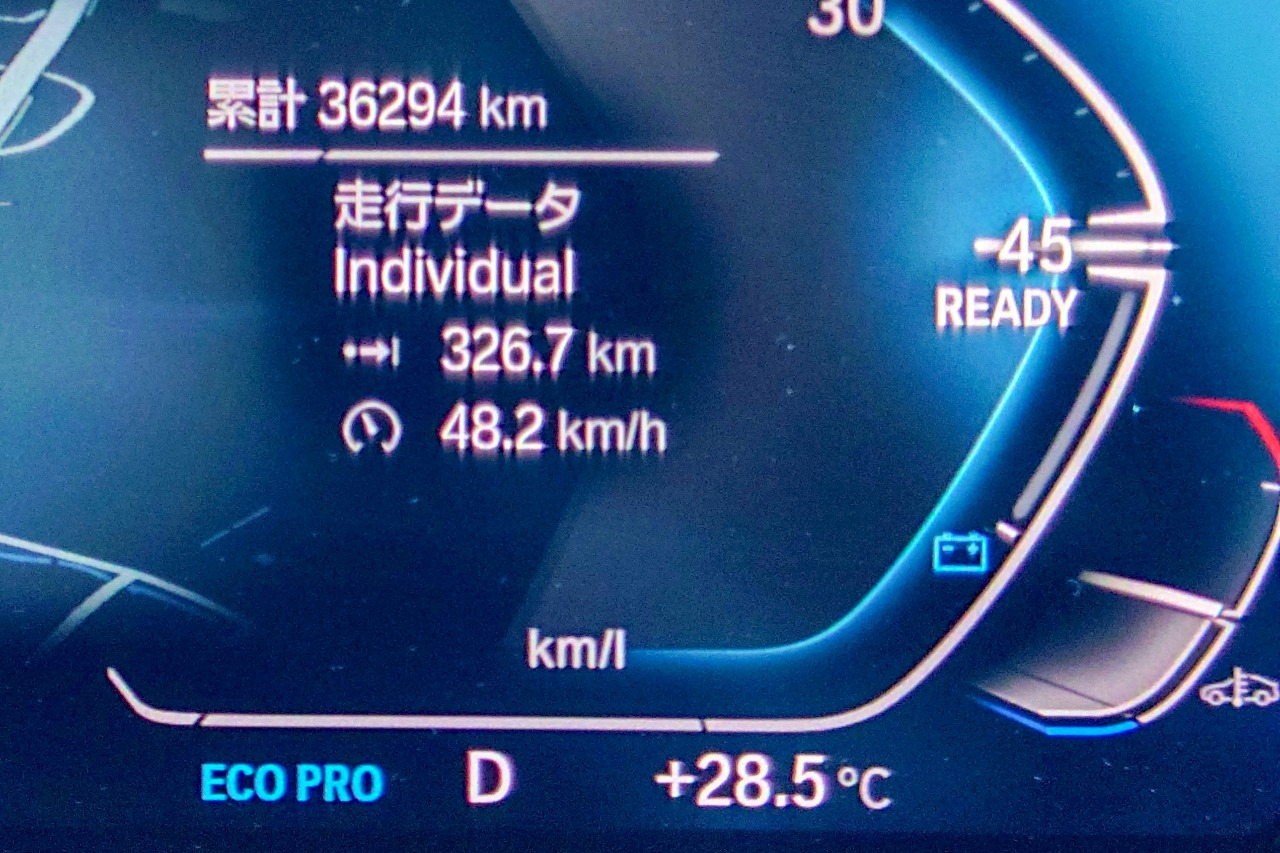 30
累計 36294 km
走行データ
Individual
45
READY
326.7 km
48.2 km/h
km/l
ECO PRO D +28.5 °C